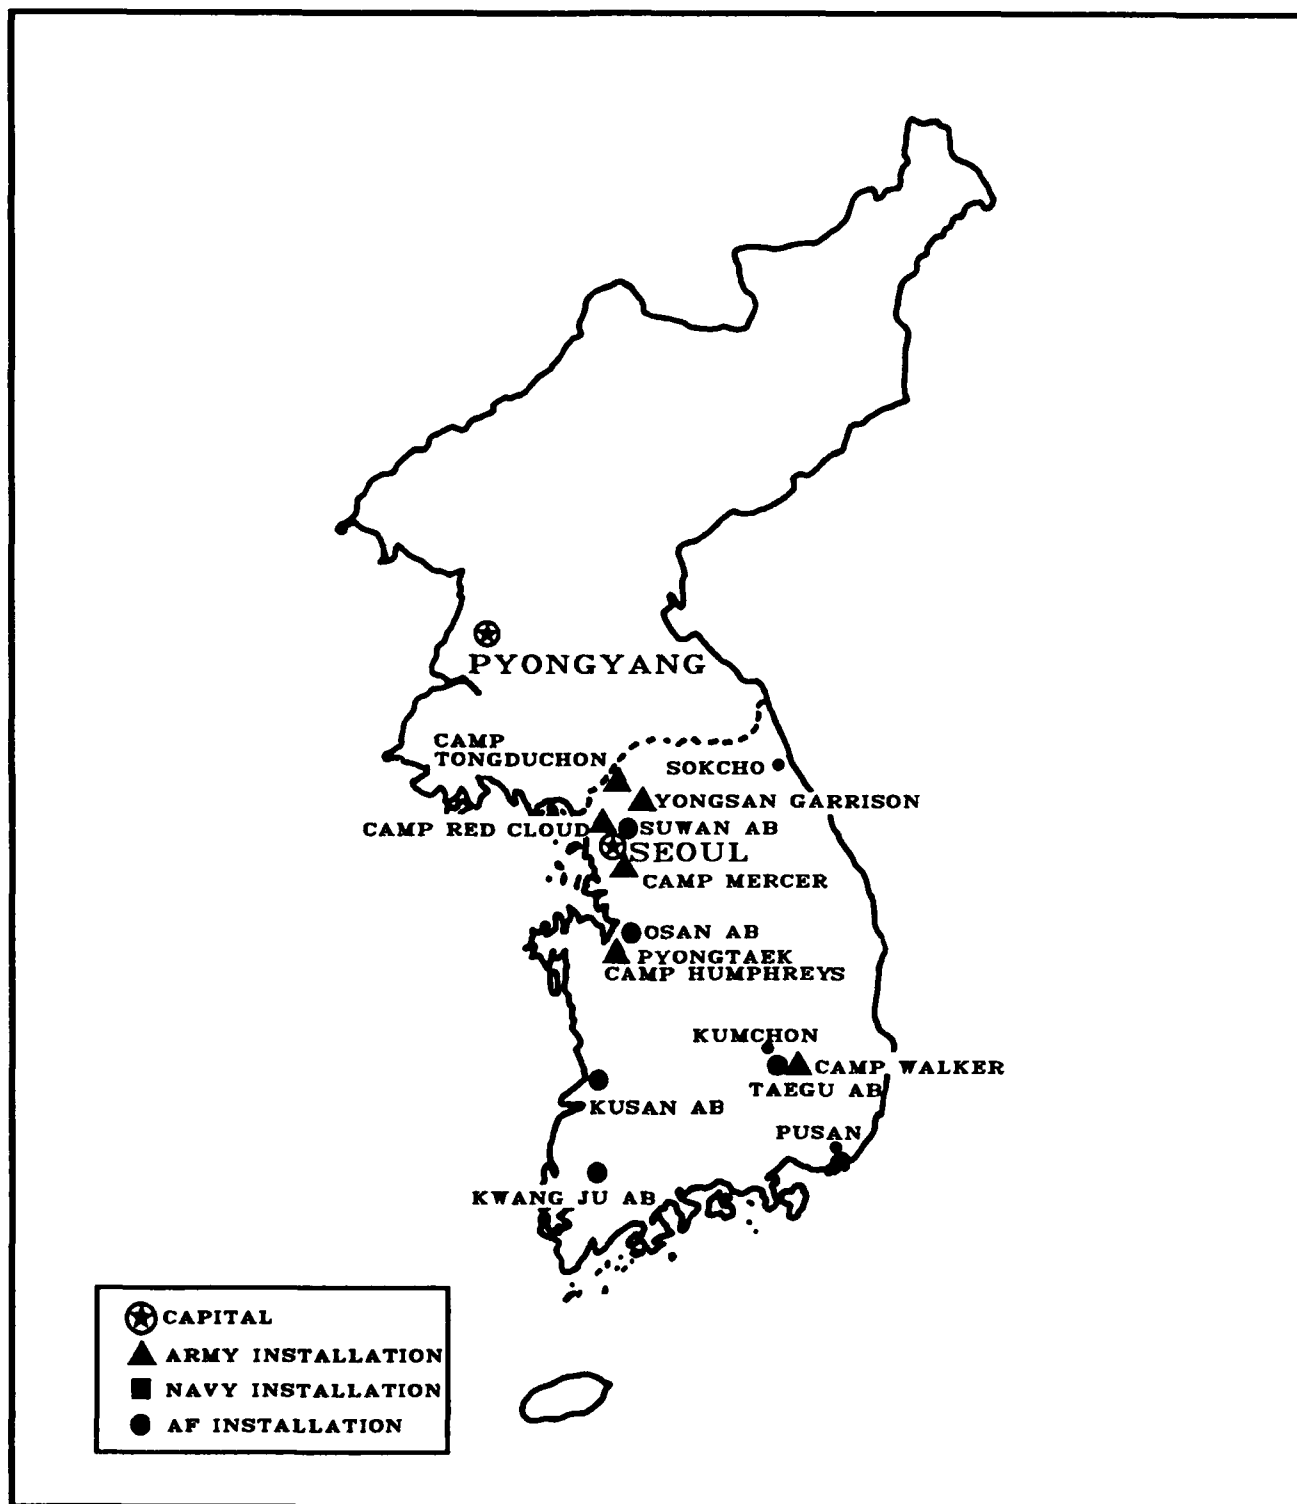 PYONGYANG
CAMP
TONGDUCHON
SOKCHO
YONGSAN GARRISON
CAMP RED CLOUD
SUWAN AB
SEOUL
CAMP MERCER
OSAN AB
PYONGTAEK
CAMP HUMPHREYS
KUMCHON
CAMP WALKER
TAEGU AB
KUSAN AB
PUSAN
KWANG JU AB
CAPITAL
ARMY INSTALLATION
NAVY INSTALLATION
AF INSTALLATION